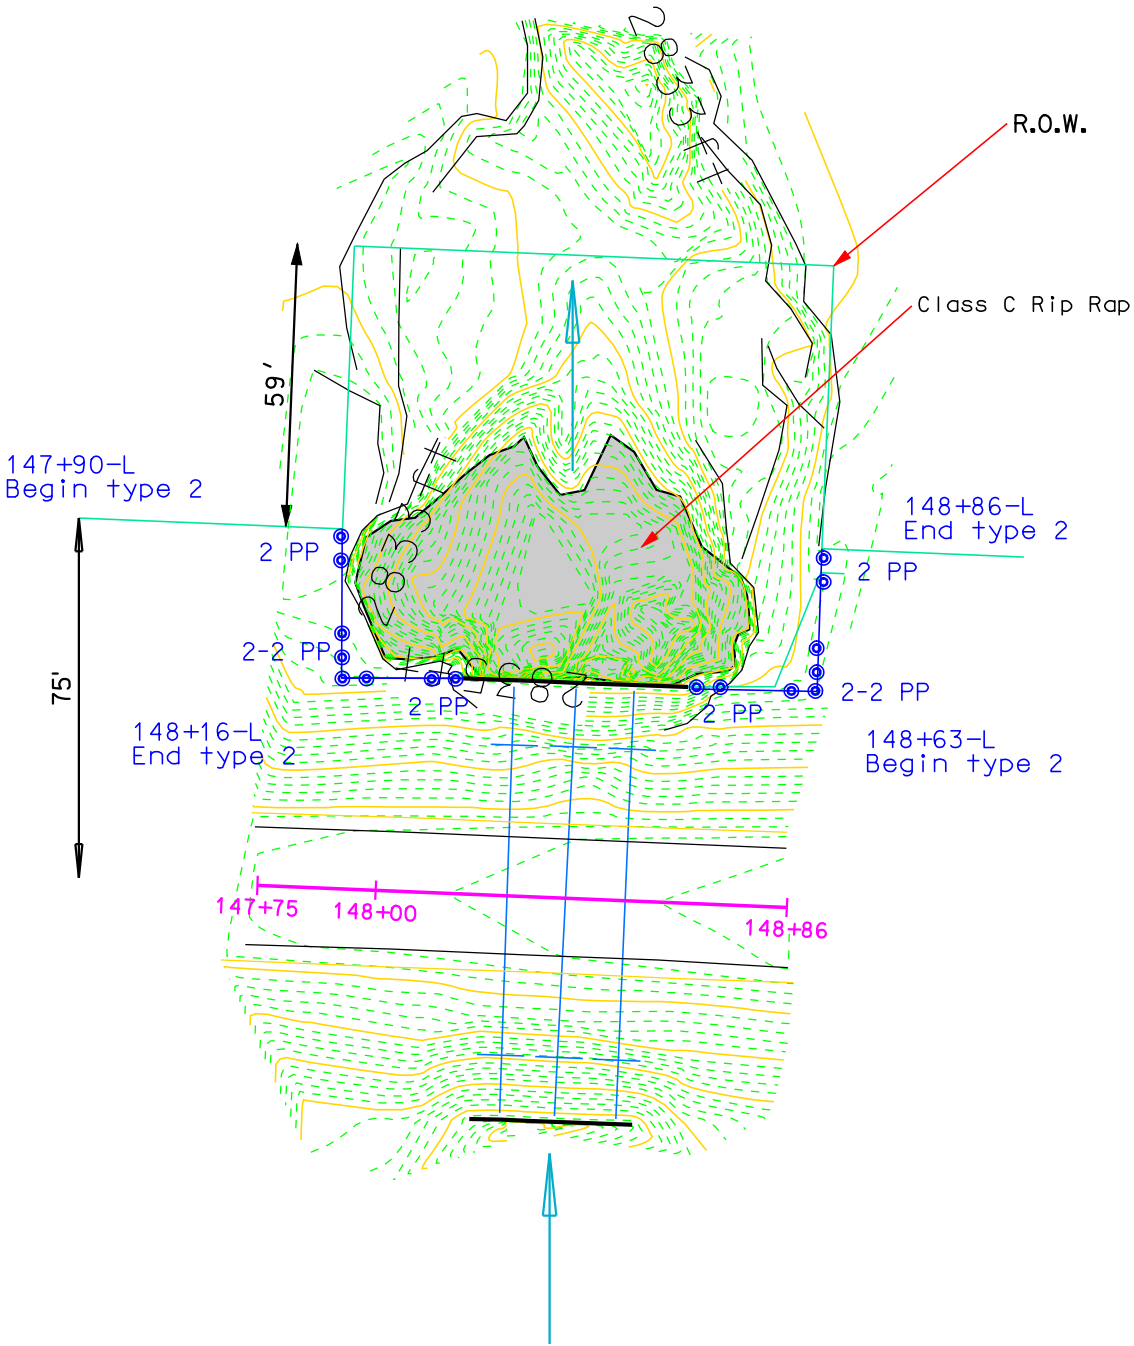 R.O.W.
Class C Rip Rap
59'
147+90-L
Begin type 2
148+86-L
End type 2
2 PP
2 PP
2-2 PP
2-2 PP
75'
2 PP
2 PP
148+16-L
End type 2
148+63-L
Begin type 2
147+75
148+00
148+86